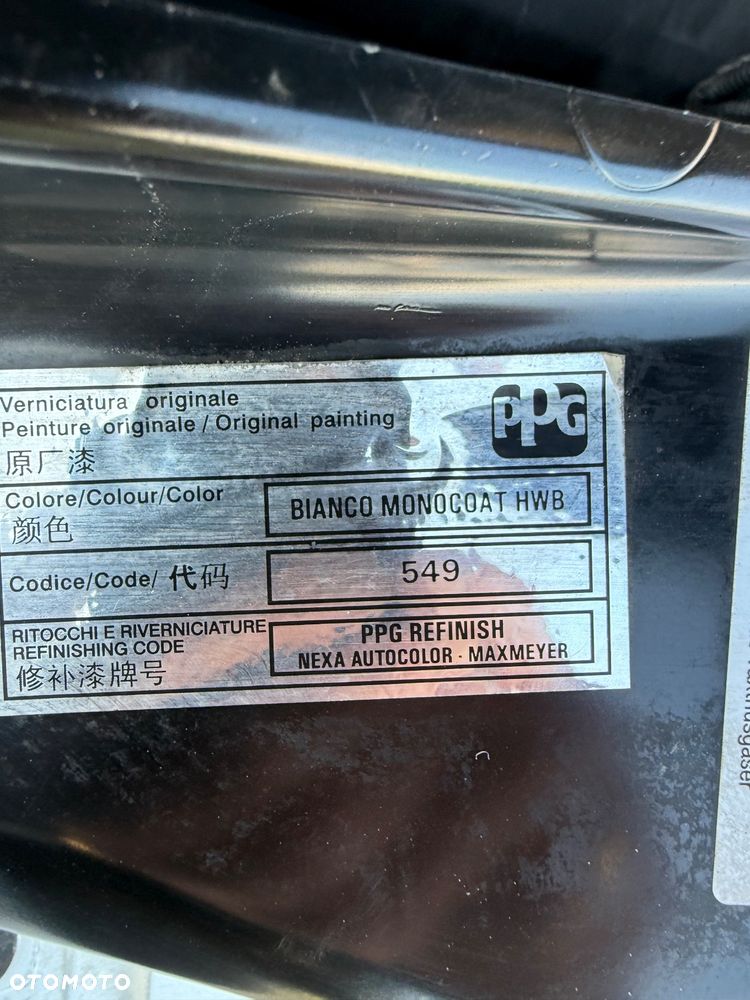 Verniciatura originale
Peinture originale / Original painting
原厂漆
PPG
Colore/Colour/Color
颜色
BIANCO MONOCOAT HWB
Codice/Code/ 代码
549
RITOCCHI E RIVERNICIATURE
REFINISHING CODE
修补漆牌号
PPG REFINISH
NEXA AUTOCOLOR - MAXMEYER
OTOMOTO